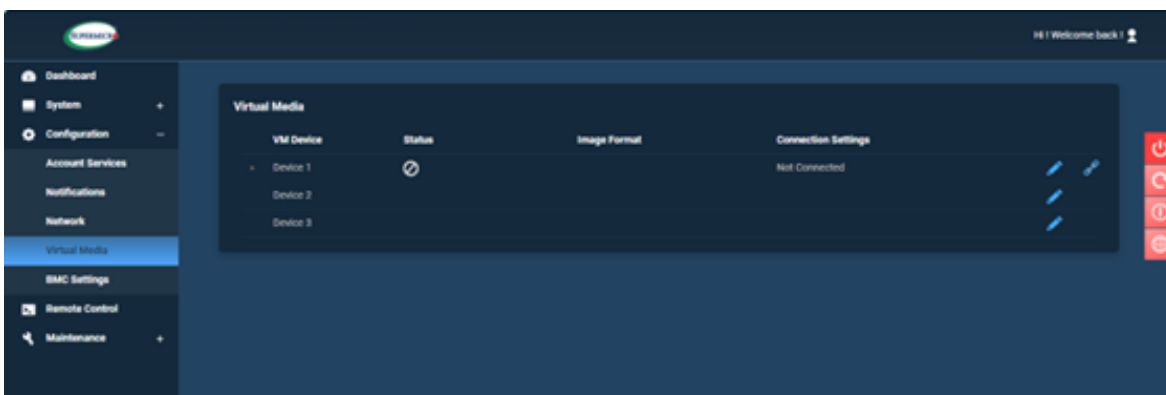 SUPERMICR
Hi ! Welcome back !
Dashboard
System +
Configuration −
Account Services
Notifications
Network
Virtual Media
BMC Settings
Remote Control
Maintenance +
Virtual Media
VM Device Status Image Format Connection Settings
Device 1 Not Connected
Device 2
Device 3